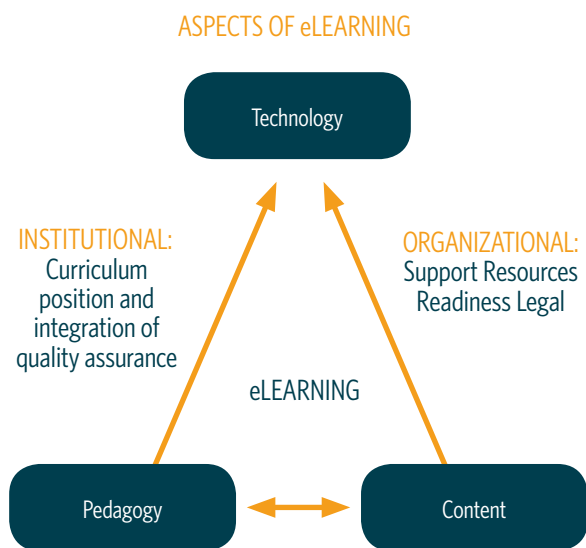 ASPECTS OF eLEARNING
Technology
INSTITUTIONAL:
Curriculum
position and
integration of
quality assurance
ORGANIZATIONAL:
Support Resources
Readiness Legal
eLEARNING
Pedagogy
Content